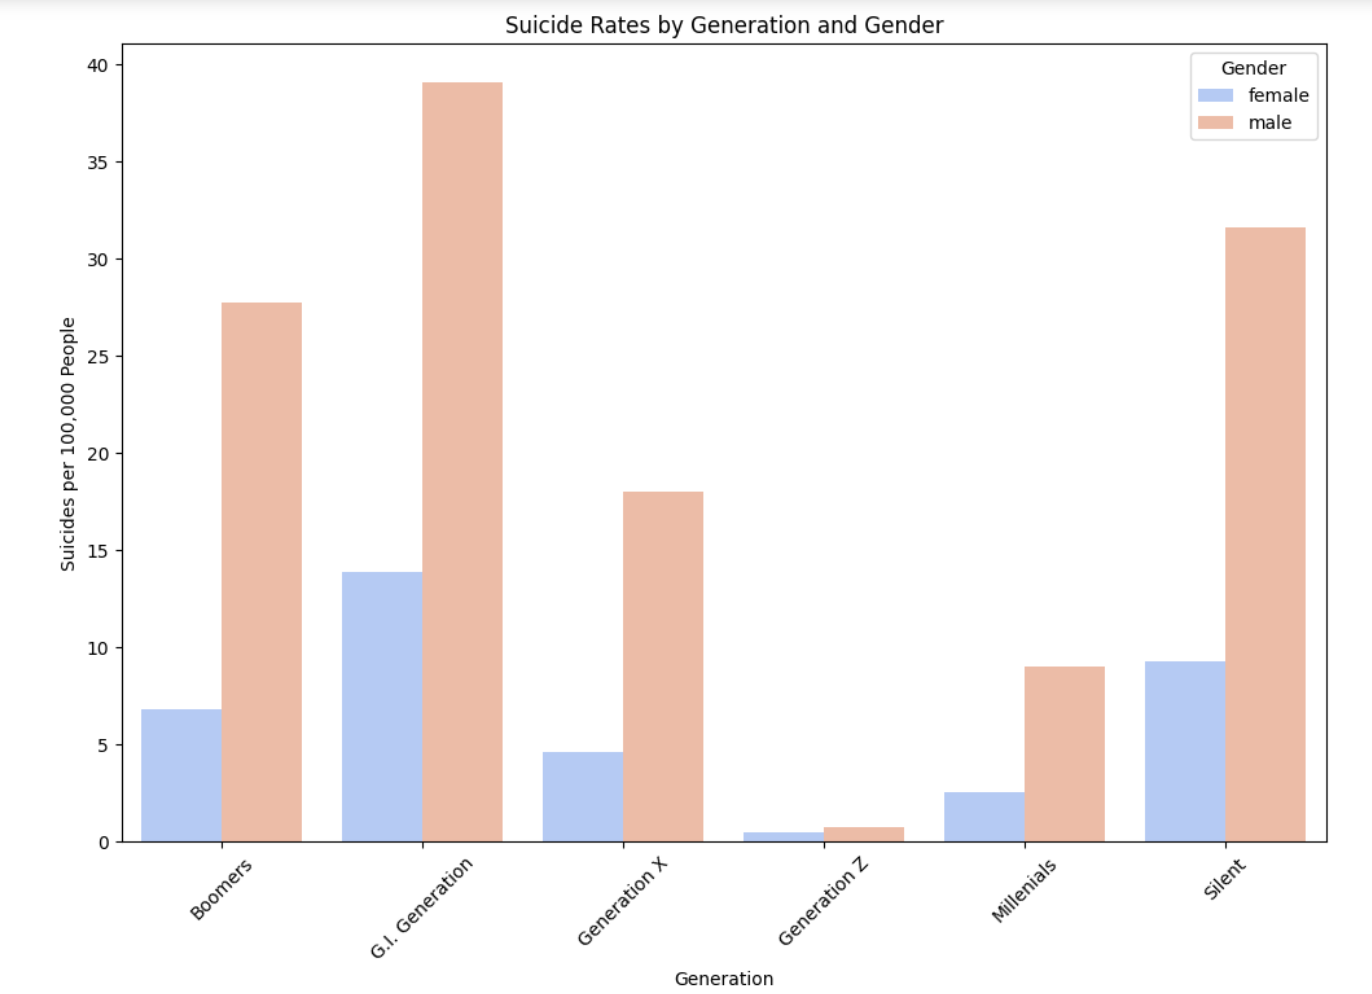 Suicide Rates by Generation and Gender
Gender
female
male
40
35
30
25
20
15
10
5
0
Suicides per 100,000 People
Boomers
G.I. Generation
Generation X
Generation Z
Millenials
Silent
Generation